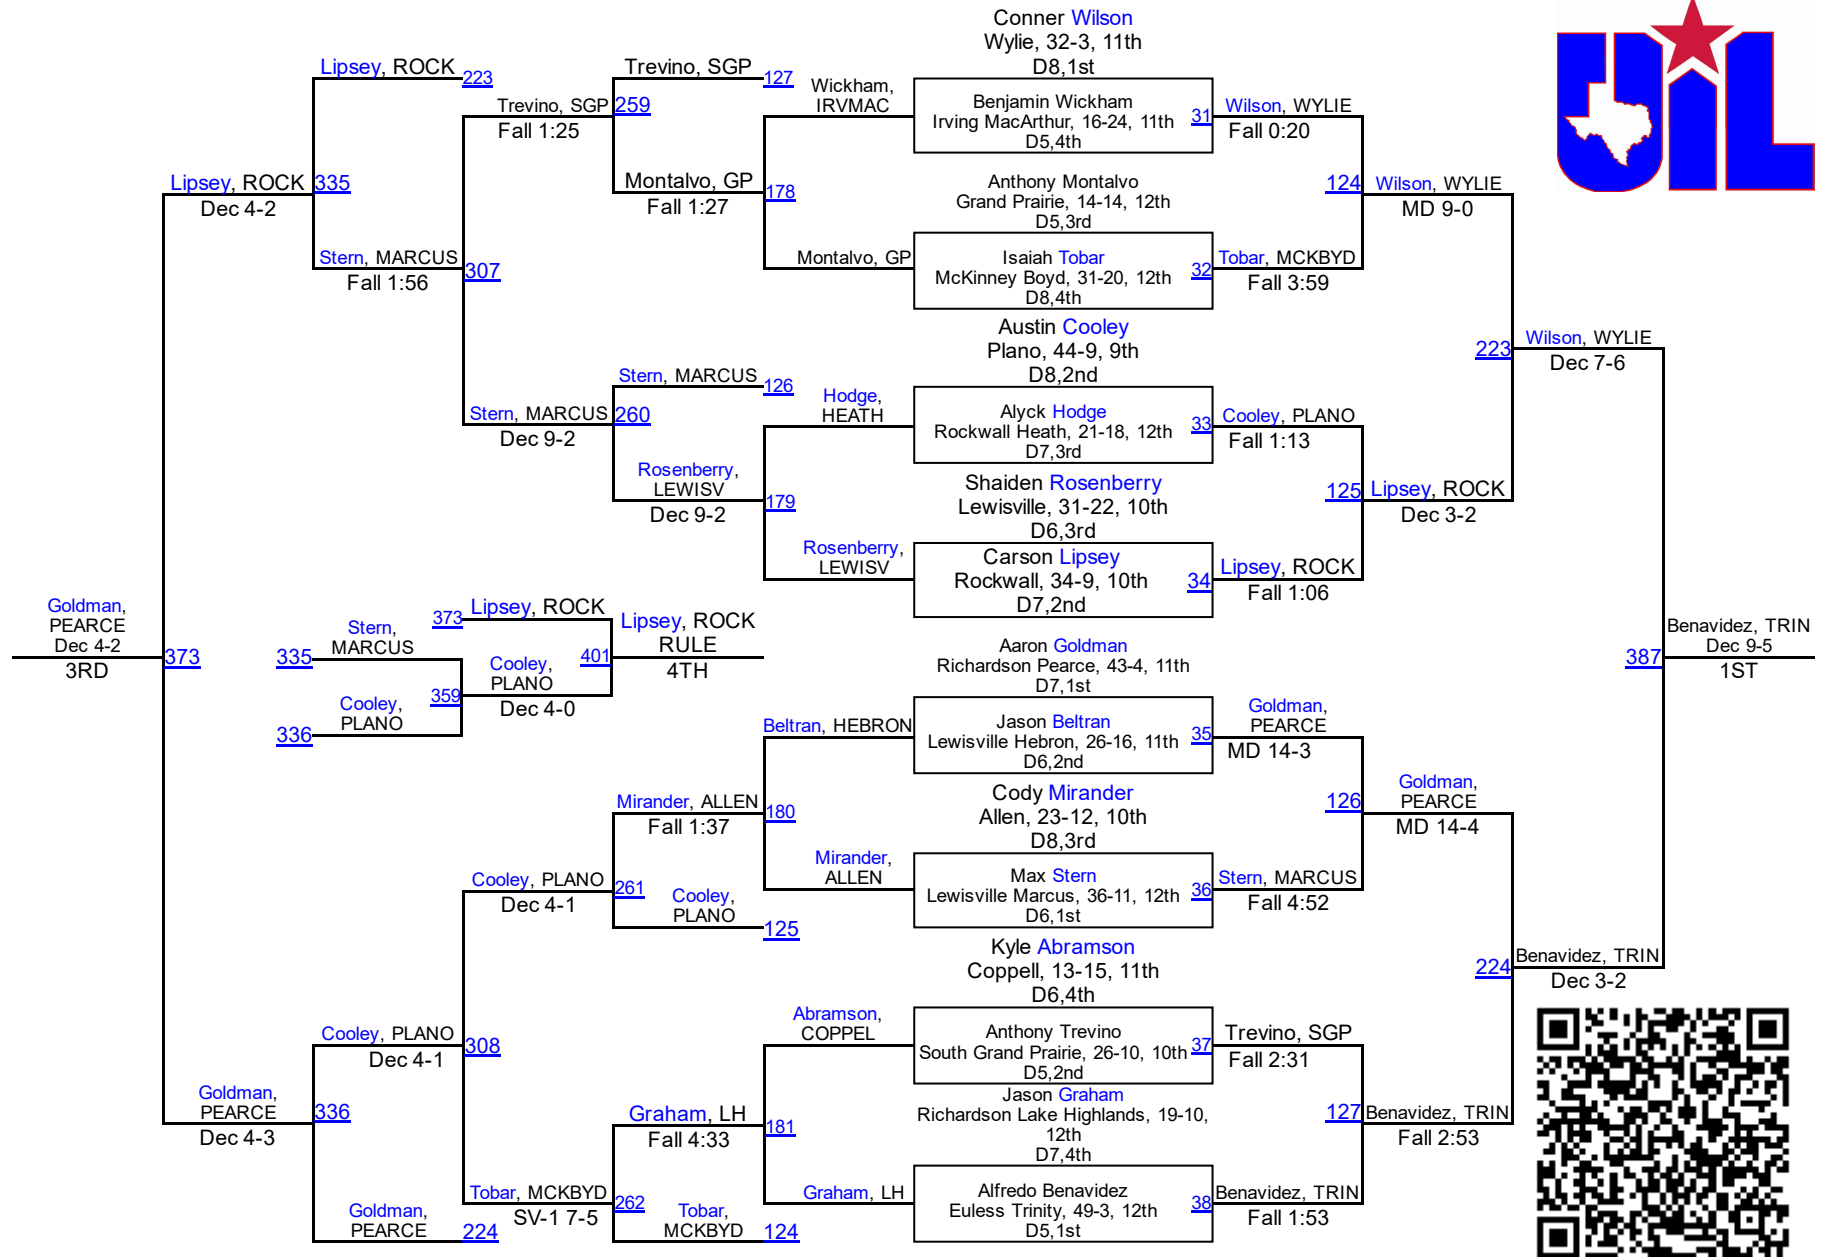 Conner Wilson
Wylie, 32-3, 11th
D8,1st
Benjamin Wickham
Irving MacArthur, 16-24, 11th
D5,4th
Anthony Montalvo
Grand Prairie, 14-14, 12th
D5,3rd
Isaiah Tobar
McKinney Boyd, 31-20, 12th
D8,4th
Austin Cooley
Plano, 44-9, 9th
D8,2nd
Alyck Hodge
Rockwall Heath, 21-18, 12th
D7,3rd
Shaiden Rosenberry
Lewisville, 31-22, 10th
D6,3rd
Carson Lipsey
Rockwall, 34-9, 10th
D7,2nd
Aaron Goldman
Richardson Pearce, 43-4, 11th
D7,1st
Jason Beltran
Lewisville Hebron, 26-16, 11th
D6,2nd
Cody Mirander
Allen, 23-12, 10th
D8,3rd
Max Stern
Lewisville Marcus, 36-11, 12th
D6,1st
Kyle Abramson
Coppell, 13-15, 11th
D6,4th
Anthony Trevino
South Grand Prairie, 26-10, 10th
D5,2nd
Jason Graham
Richardson Lake Highlands, 19-10,
12th
D7,4th
Alfredo Benavidez
Euless Trinity, 49-3, 12th
D5,1st
31
Wilson, WYLIE
Fall 0:20
32
Tobar, MCKBYD
Fall 3:59
33
Cooley, PLANO
Fall 1:13
34
Lipsey, ROCK
Fall 1:06
35
Goldman,
PEARCE
MD 14-3
36
Stern, MARCUS
Fall 4:52
37
Trevino, SGP
Fall 2:31
38
Benavidez, TRIN
Fall 1:53
124
Wilson, WYLIE
MD 9-0
125
Lipsey, ROCK
Dec 3-2
126
Goldman,
PEARCE
MD 14-4
127
Benavidez, TRIN
Fall 2:53
223
Wilson, WYLIE
Dec 7-6
224
Benavidez, TRIN
Dec 3-2
387
Benavidez, TRIN
Dec 9-5
1ST
Wickham,
IRVMAC
Montalvo, GP
Hodge,
HEATH
Rosenberry,
LEWISV
Beltran, HEBRON
Mirander,
ALLEN
Abramson,
COPPEL
Graham, LH
Trevino, SGP
127
Montalvo, GP
Fall 1:27
178
Stern, MARCUS
126
Rosenberry,
LEWISV
Dec 9-2
179
Mirander, ALLEN
Fall 1:37
180
Cooley,
PLANO
125
Graham, LH
Fall 4:33
181
Tobar,
MCKBYD
124
Trevino, SGP
Fall 1:25
259
Stern, MARCUS
Dec 9-2
260
Cooley, PLANO
Dec 4-1
261
Tobar, MCKBYD
SV-1 7-5
262
Lipsey, ROCK
223
Stern, MARCUS
Fall 1:56
307
Cooley, PLANO
Dec 4-1
308
Goldman,
PEARCE
224
Lipsey, ROCK
Dec 4-2
335
Goldman,
PEARCE
Dec 4-3
336
Goldman,
PEARCE
Dec 4-2
3RD
373
335
Stern,
MARCUS
336
Cooley,
PLANO
359
Cooley,
PLANO
Dec 4-0
373
Lipsey, ROCK
401
Lipsey, ROCK
RULE
4TH
UIL